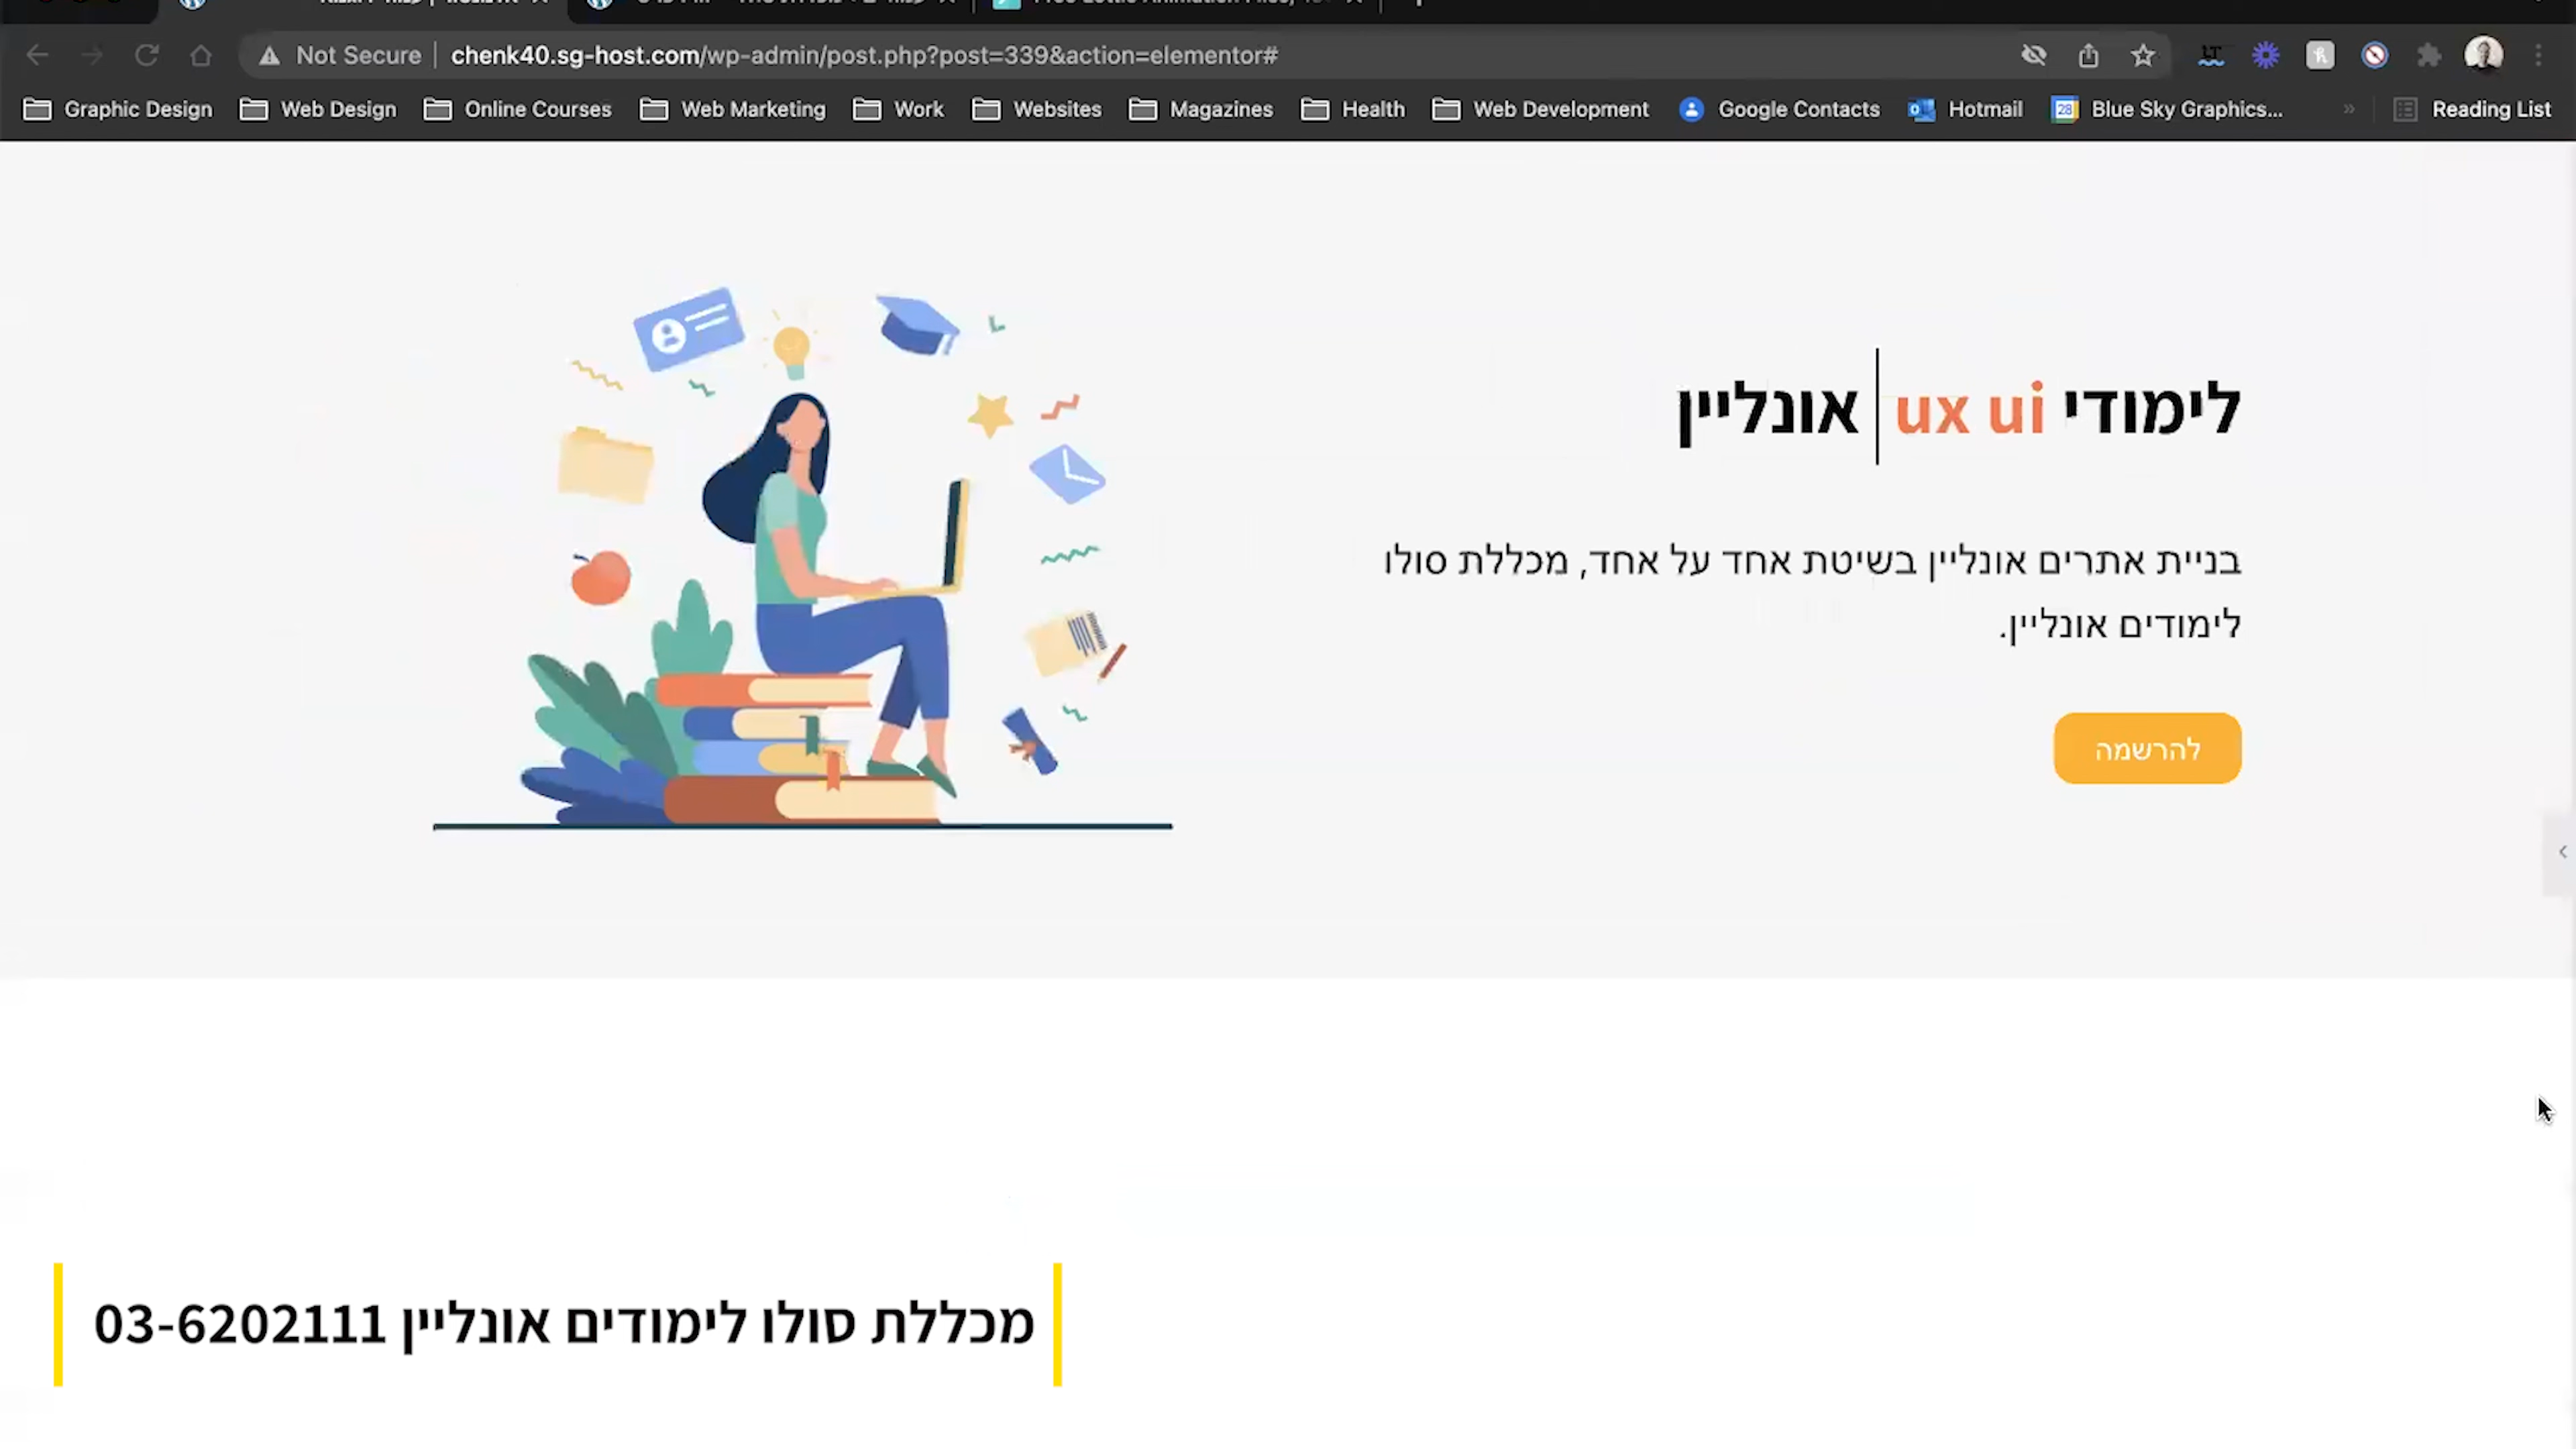 Not Secure
chenk40.sg-host.com/wp-admin/post.php?post=339&action=elementor#
Graphic Design
Web Design
Online Courses
Web Marketing
Work
Websites
Magazines
Health
Web Development
Google Contacts
Hotmail
28
Blue Sky Graphics...
»
Reading List
לימודי ux ui אונליין
בניית אתרים אונליין בשיטת אחד על אחד, מכללת סולו
לימודים אונליין.
להרשמה
מכללת סולו לימודים אונליין 03-6202111